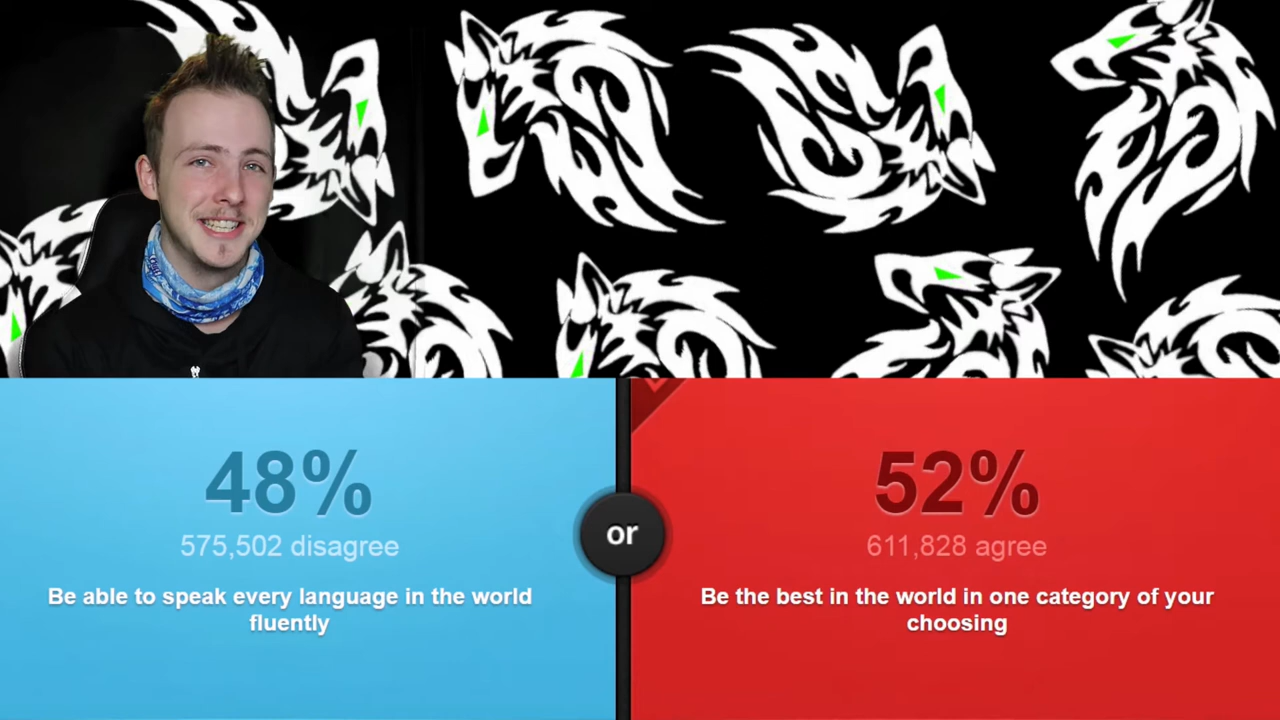 48%
575,502 disagree
Be able to speak every language in the world
fluently
or
52%
611,828 agree
Be the best in the world in one category of your
choosing